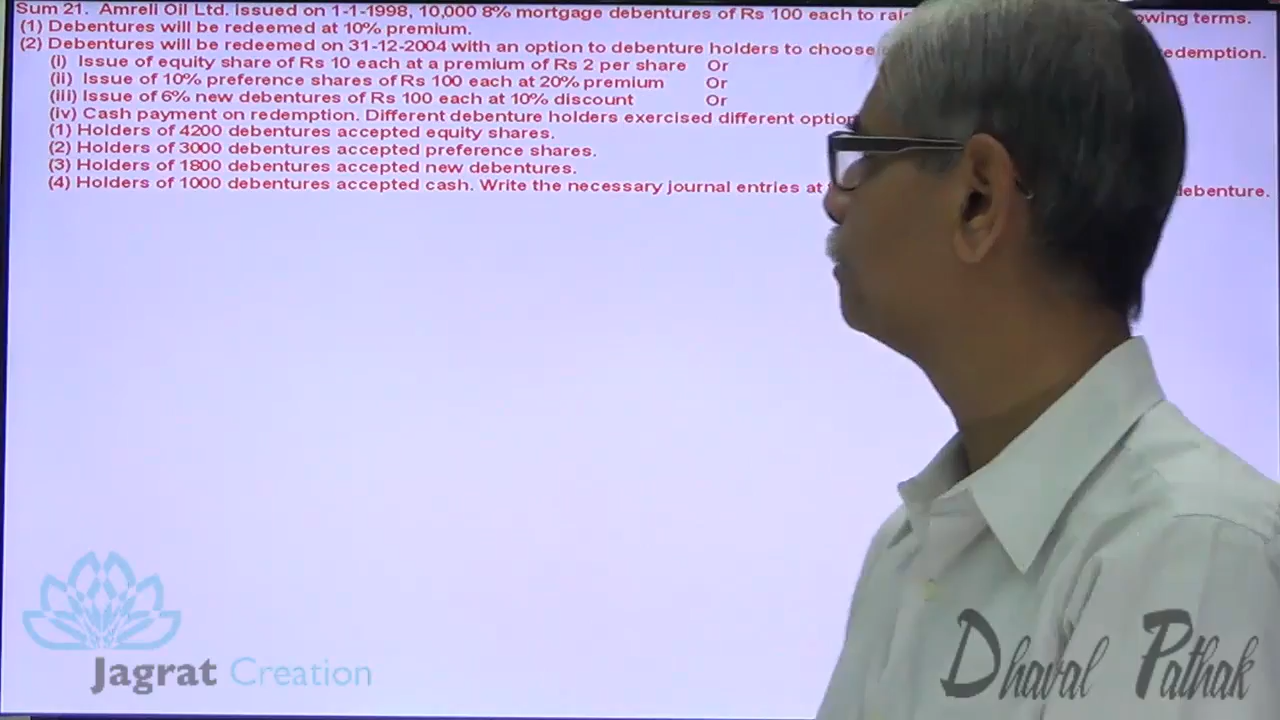 Sum 21. Amreli Oil Ltd. issued on 1-1-1998, 10,000 8% mortgage debentures of Rs 100 each to owing terms.
(1) Debentures will be redeemed at 10% premium.
(2) Debentures will be redeemed on 31-12-2004 with an option to debenture holders to choose edemption.
(i) Issue of equity share of Rs 10 each at a premium of Rs 2 per share Or
(ii) Issue of 10% preference shares of Rs 100 each at 20% premium Or
(iii) Issue of 6% new debentures of Rs 100 each at 10% discount Or
(iv) Cash payment on redemption. Different debenture holders exercised different option
(1) Holders of 4200 debentures accepted equity shares.
(2) Holders of 3000 debentures accepted preference shares.
(3) Holders of 1800 debentures accepted new debentures.
(4) Holders of 1000 debentures accepted cash. Write the necessary journal entries at debenture.
Jagrat Creation
Dhaval Pathak